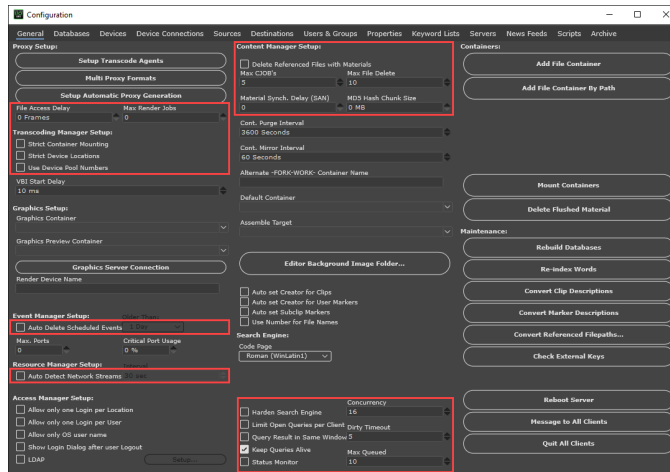 Configuration
General Databases Devices Device Connections Sources Destinations Users & Groups Properties Keyword Lists Servers News Feeds Scripts Archive
Proxy Setup:
Setup Transcode Agents
Multi Proxy Formats
Setup Automatic Proxy Generation
File Access Delay Max Render Jobs
0 Frames 0
Transcoding Manager Setup:
Strict Container Mounting
Strict Device Locations
Use Device Pool Numbers
VBI Start Delay
10 ms
Graphics Setup:
Graphics Container
Graphics Preview Container
Graphics Server Connection
Render Device Name
Event Manager Setup: Older Than:
Auto Delete Scheduled Events 1 Day
Max. Ports Critical Port Usage
0 0 %
Resource Manager Setup:
Auto Detect Network Streams
Access Manager Setup:
Allow only one Login per Location
Allow only one Login per User
Allow only OS user name
Show Login Dialog after user Logout
LDAP Setup...
Content Manager Setup:
Delete Referenced Files with Materials
Max CJOB's Max File Delete
5 10
Material Synch. Delay (SAN) MD5 Hash Chunk Size
0 0 MB
Cont. Purge Interval
3600 Seconds
Cont. Mirror Interval
60 Seconds
Alternate -FORK-WORK- Container Name
Default Container
Assemble Target
Editor Background Image Folder...
Auto set Creator for Clips
Auto set Creator for User Markers
Auto set Subclip Markers
Use Number for File Names
Search Engine:
Code Page
Roman (WinLatin1)
Concurrency
Harden Search Engine 16
Limit Open Queries per Client Dirty Timeout
Query Result in Same Window 5
Keep Queries Alive Max Queued
Status Monitor 10
Containers:
Add File Container
Add File Container By Path
Mount Containers
Delete Flushed Material
Maintenance:
Rebuild Databases
Re-index Words
Convert Clip Descriptions
Convert Marker Descriptions
Convert Referenced Filepaths...
Check External Keys
Reboot Server
Message to All Clients
Quit All Clients